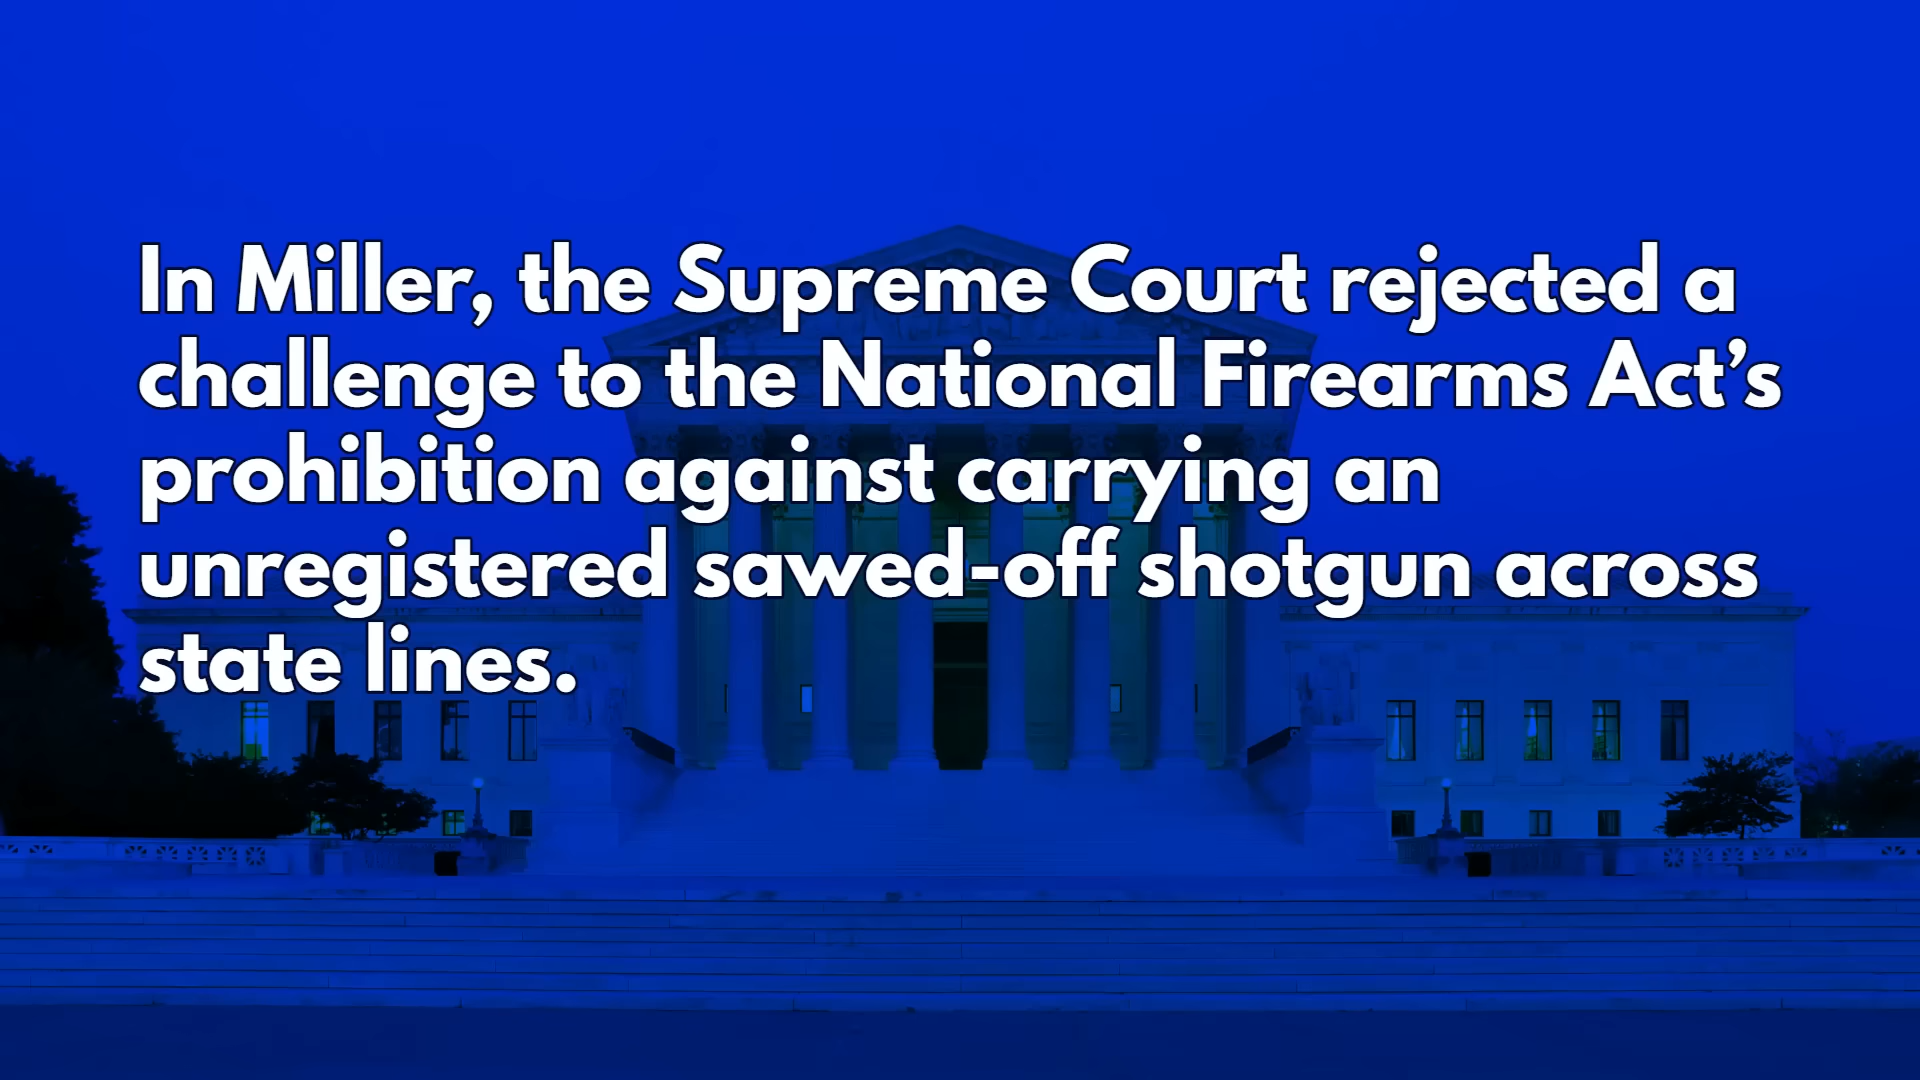 In Miller, the Supreme Court rejected a
challenge to the National Firearms Act’s
prohibition against carrying an
unregistered sawed-off shotgun across
state lines.